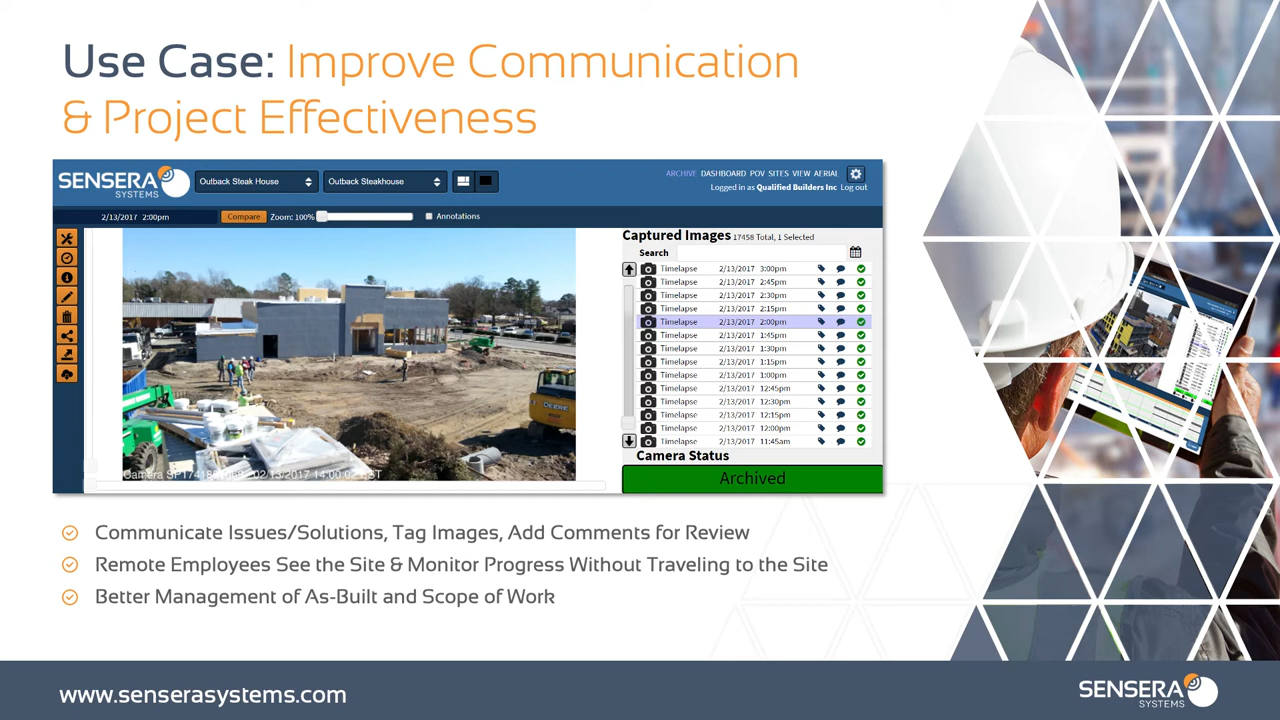 Use Case: Improve Communication
& Project Effectiveness
SENSERA
SYSTEMS
Outback Steak House
Outback Steakhouse
ARCHIVE DASHBOARD POV SITES VIEW AERIAL
Logged in as Qualified Builders Inc Log out
2/13/2017 2:00pm
Compare
Zoom: 100%
Annotations
Captured Images 17458 Total, 1 Selected
Search
Timelapse 2/13/2017 3:00pm
Timelapse 2/13/2017 2:45pm
Timelapse 2/13/2017 2:30pm
Timelapse 2/13/2017 2:15pm
Timelapse 2/13/2017 2:00pm
Timelapse 2/13/2017 1:45pm
Timelapse 2/13/2017 1:30pm
Timelapse 2/13/2017 1:15pm
Timelapse 2/13/2017 1:00pm
Timelapse 2/13/2017 12:45pm
Timelapse 2/13/2017 12:30pm
Timelapse 2/13/2017 12:15pm
Timelapse 2/13/2017 12:00pm
Timelapse 2/13/2017 11:45am
DEERE
Camera
02/13/2017
Camera Status
Archived
Communicate Issues/Solutions, Tag Images, Add Comments for Review
Remote Employees See the Site & Monitor Progress Without Traveling to the Site
Better Management of As-Built and Scope of Work
www.senserasystems.com
SENSERA
SYSTEMS